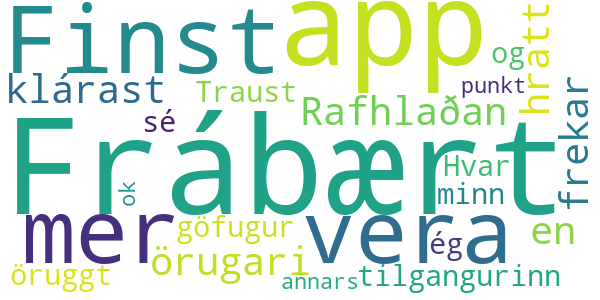 Finst app hratt
og
klárast Traust punkt
sé Rafhlaðan frekar
Frábært
Hvar
ok minn
mer göfugur vera ég en
öruggt örugari annars tilgangurinn